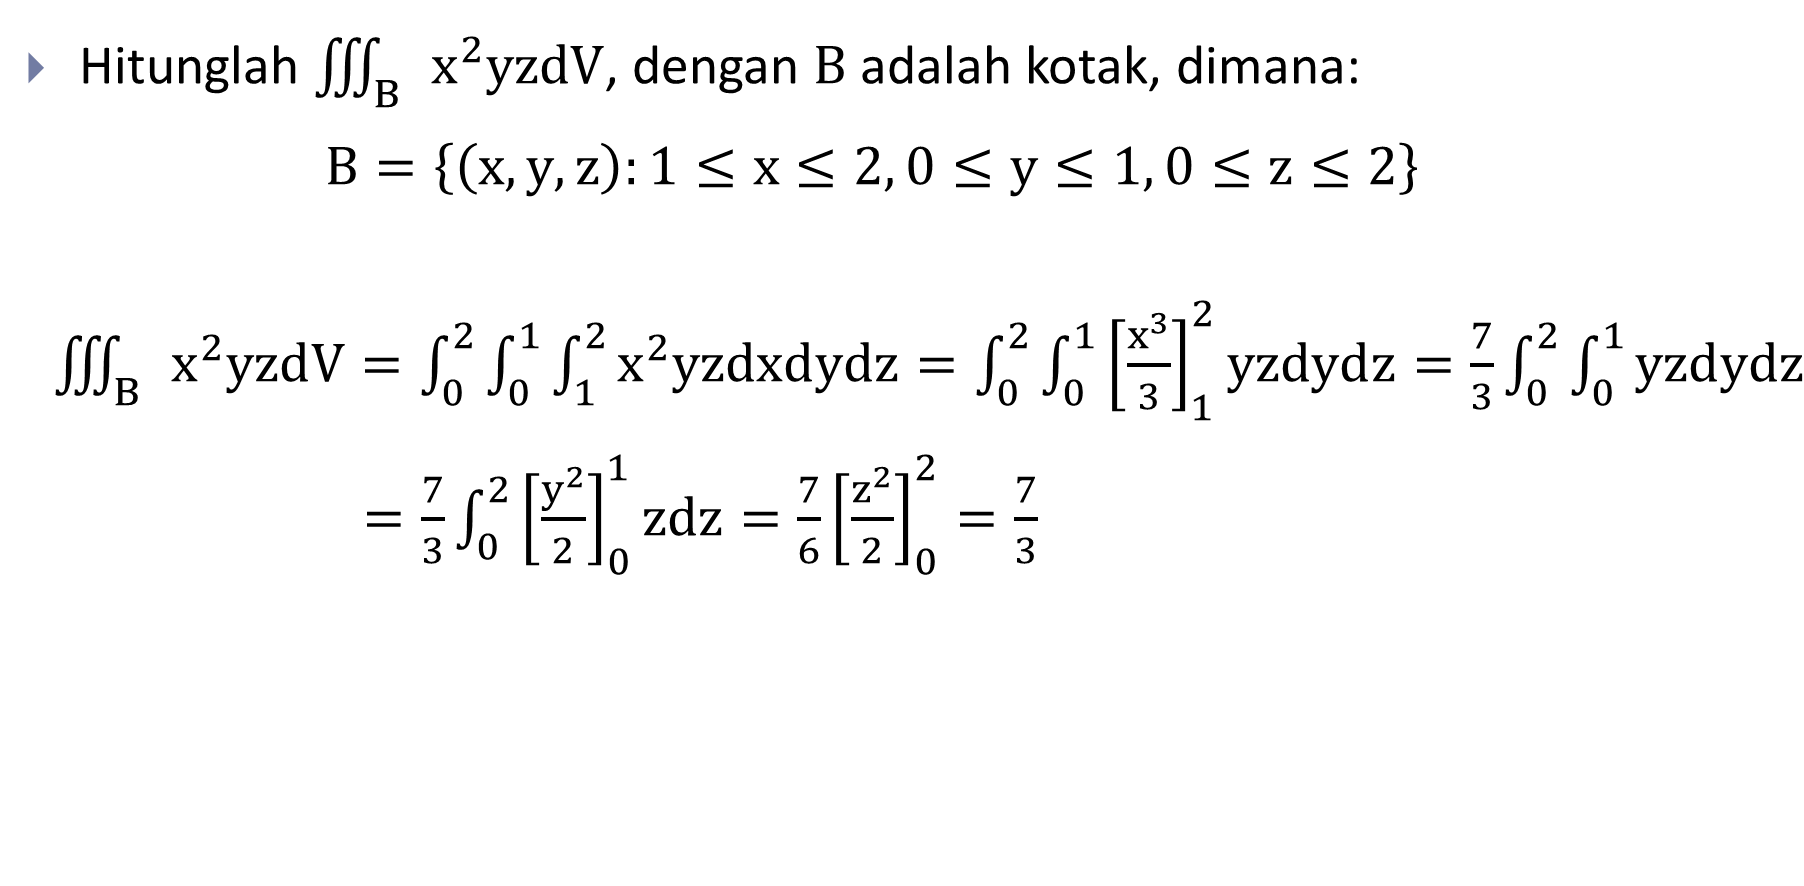 Hitunglah ∭_B x²yzdV, dengan B adalah kotak, dimana:
B = {(x, y, z): 1 ≤ x ≤ 2, 0 ≤ y ≤ 1, 0 ≤ z ≤ 2}
∭_B x²yzdV = ∫₀² ∫₀¹ ∫₁² x²yzdxdydz = ∫₀² ∫₀¹ [x³/3]₁² yzdydz = 7/3 ∫₀² ∫₀¹ yzdydz
= 7/3 ∫₀² [y²/2]₀¹ zdz = 7/6 [z²/2]₀² = 7/3